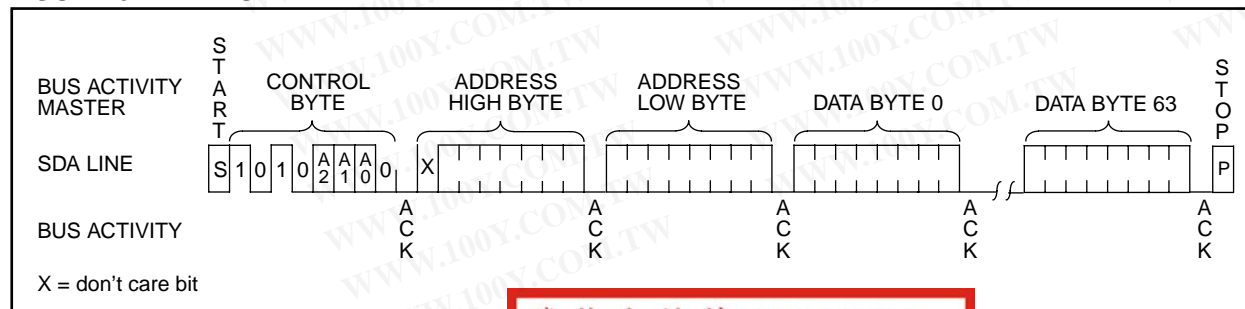 START
BUS ACTIVITY
MASTER
CONTROL
BYTE
ADDRESS
HIGH BYTE
ADDRESS
LOW BYTE
DATA BYTE 0
DATA BYTE 63
STOP
SDA LINE
S 1 0 1 0 A2 A1 A0 0 X P
BUS ACTIVITY
ACK ACK ACK ACK ACK
X = don't care bit
WWW.100Y.COM.TW